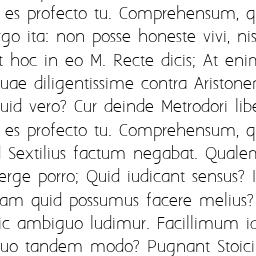 es profecto tu. Comprehensum, q
go ita: non posse honeste vivi, nis
t hoc in eo M. Recte dicis; At enim
uae diligentissime contra Aristone
uid vero? Cur deinde Metrodori libe
es profecto tu. Comprehensum, q
Sextilius factum negabat. Qualem
erge porro; Quid iudicant sensus? I
am quid possumus facere melius?
ic ambiguo ludimur. Facillimum id
uo tandem modo? Pugnant Stoici